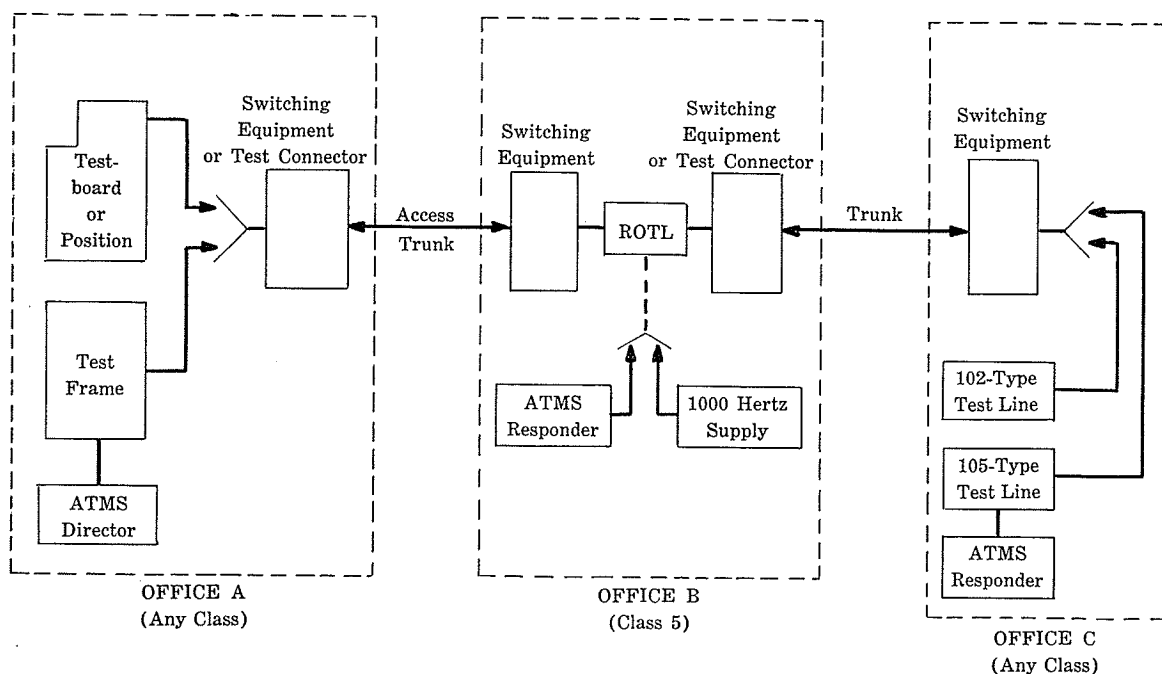 Switching
Equipment
or Test Connector
Test-
board
or
Position
Test
Frame
ATMS
Director
OFFICE A
(Any Class)
Access
Trunk
Switching
Equipment
Switching
Equipment
or Test Connector
ROTL
ATMS
Responder
1000 Hertz
Supply
OFFICE B
(Class 5)
Trunk
Switching
Equipment
102-Type
Test Line
105-Type
Test Line
ATMS
Responder
OFFICE C
(Any Class)